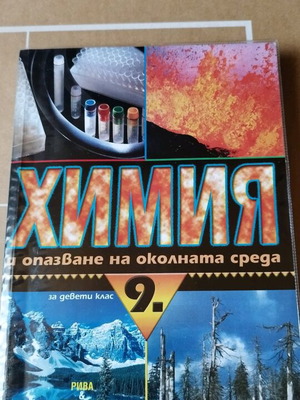 ХИМИЯ
и опазване на околната среда
за девети клас
9.
РИВА
&